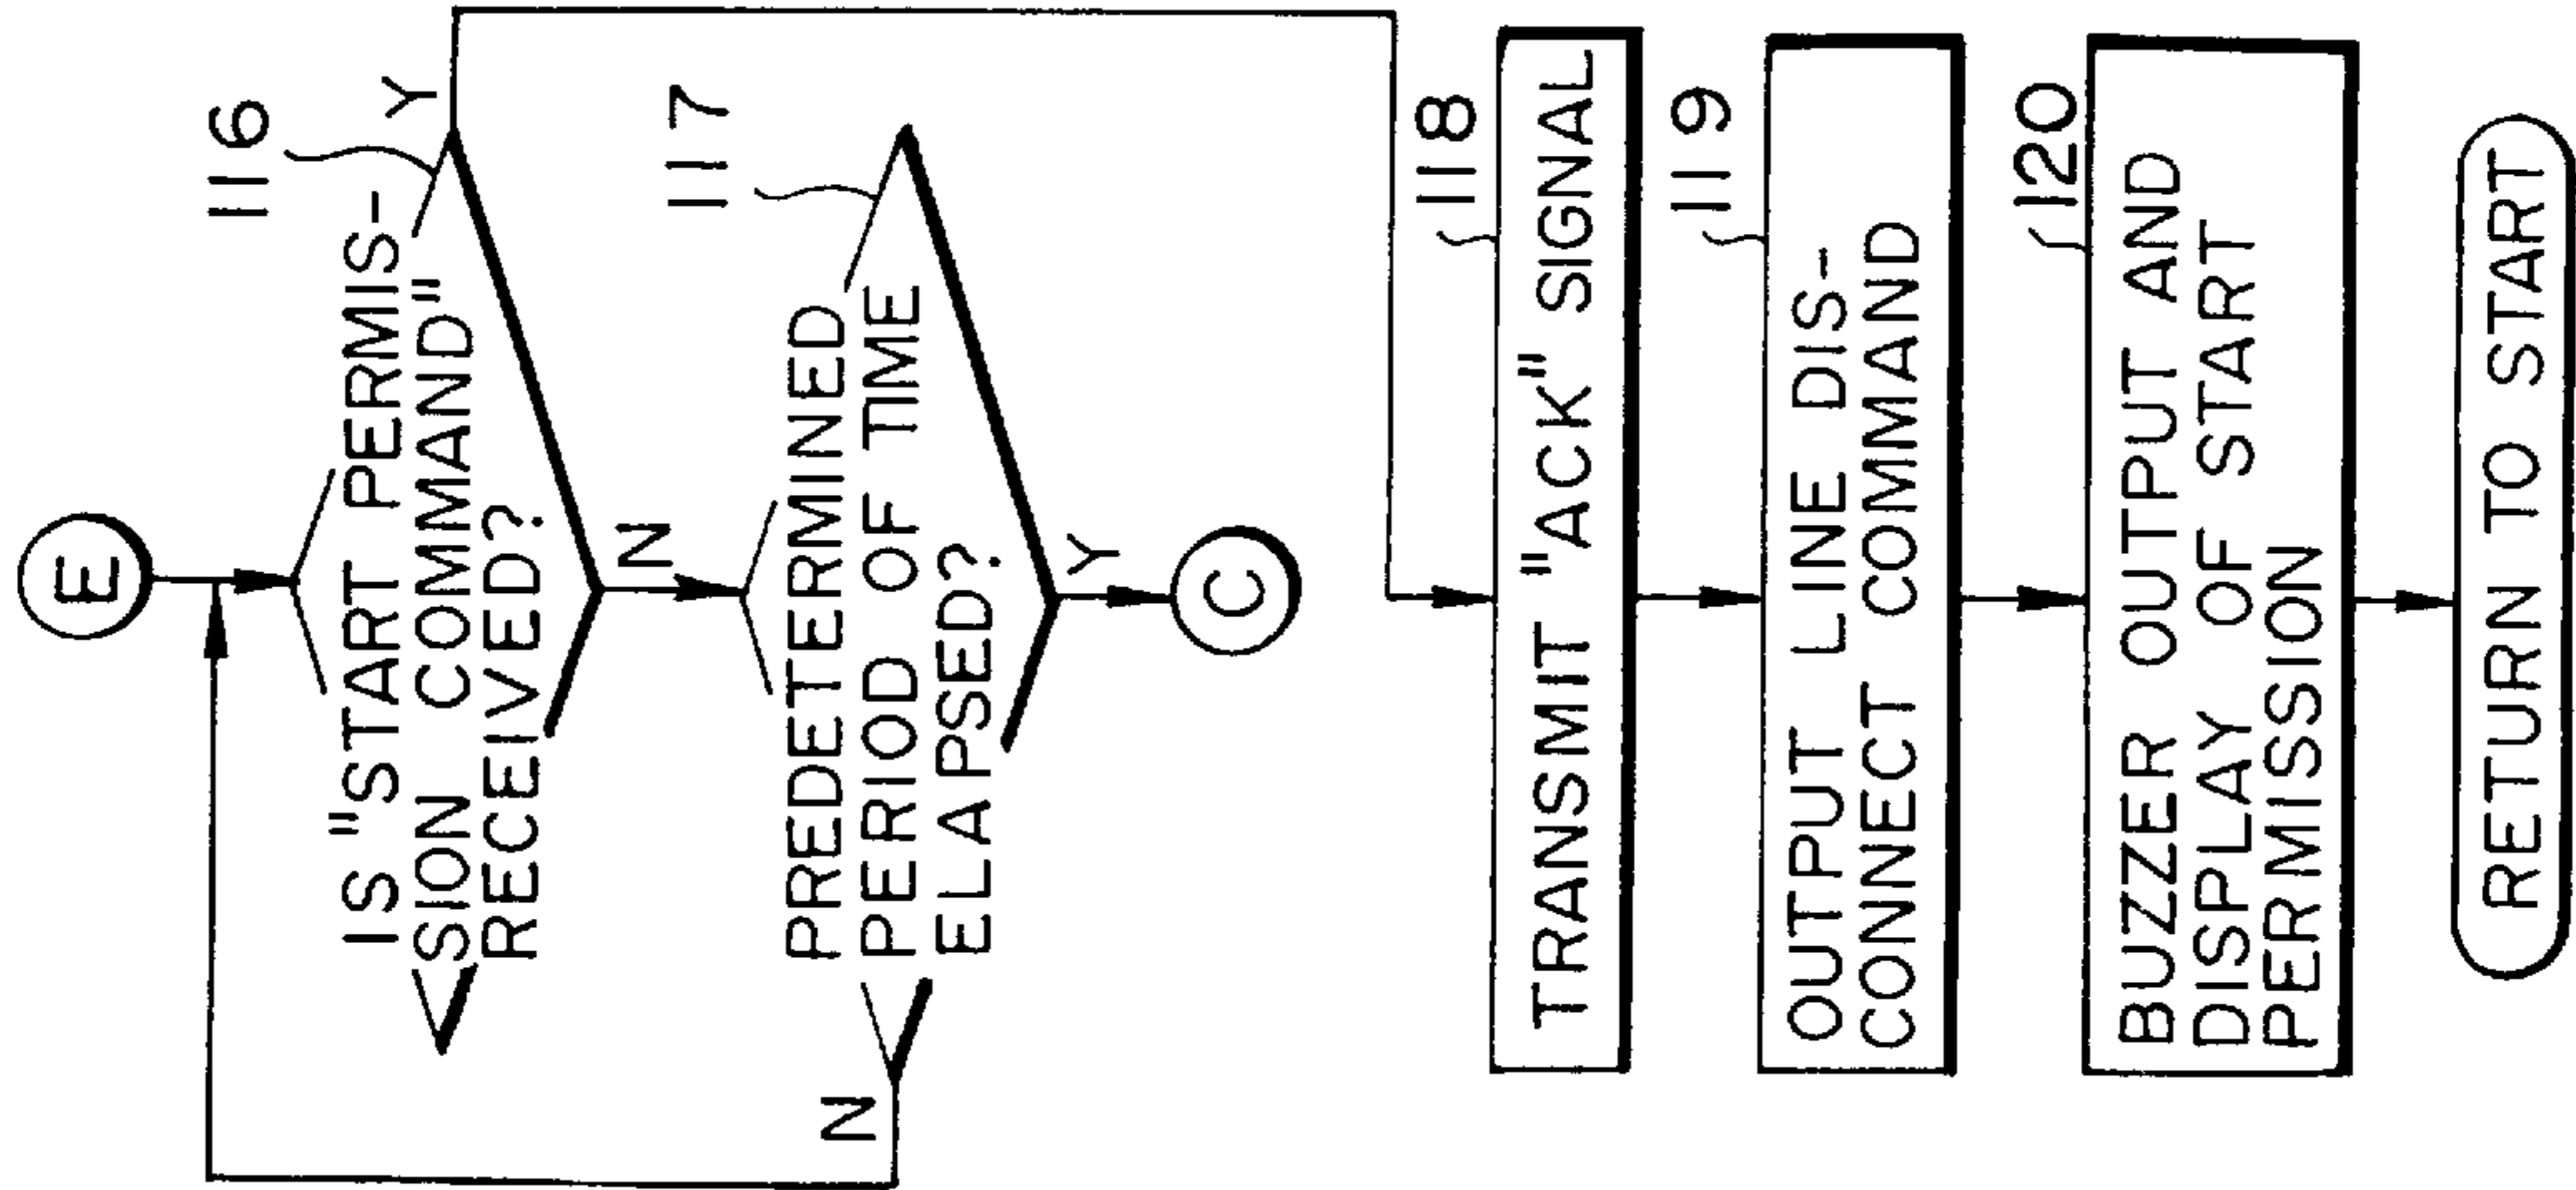 E
116
IS "START PERMIS-
SION COMMAND"
RECEIVED?
Y
N
117
PREDETERMINED
PERIOD OF TIME
ELAPSED?
N
Y
C
118
TRANSMIT "ACK" SIGNAL
119
OUTPUT LINE DIS-
CONNECT COMMAND
120
BUZZER OUTPUT AND
DISPLAY OF START
PERMISSION
RETURN TO START